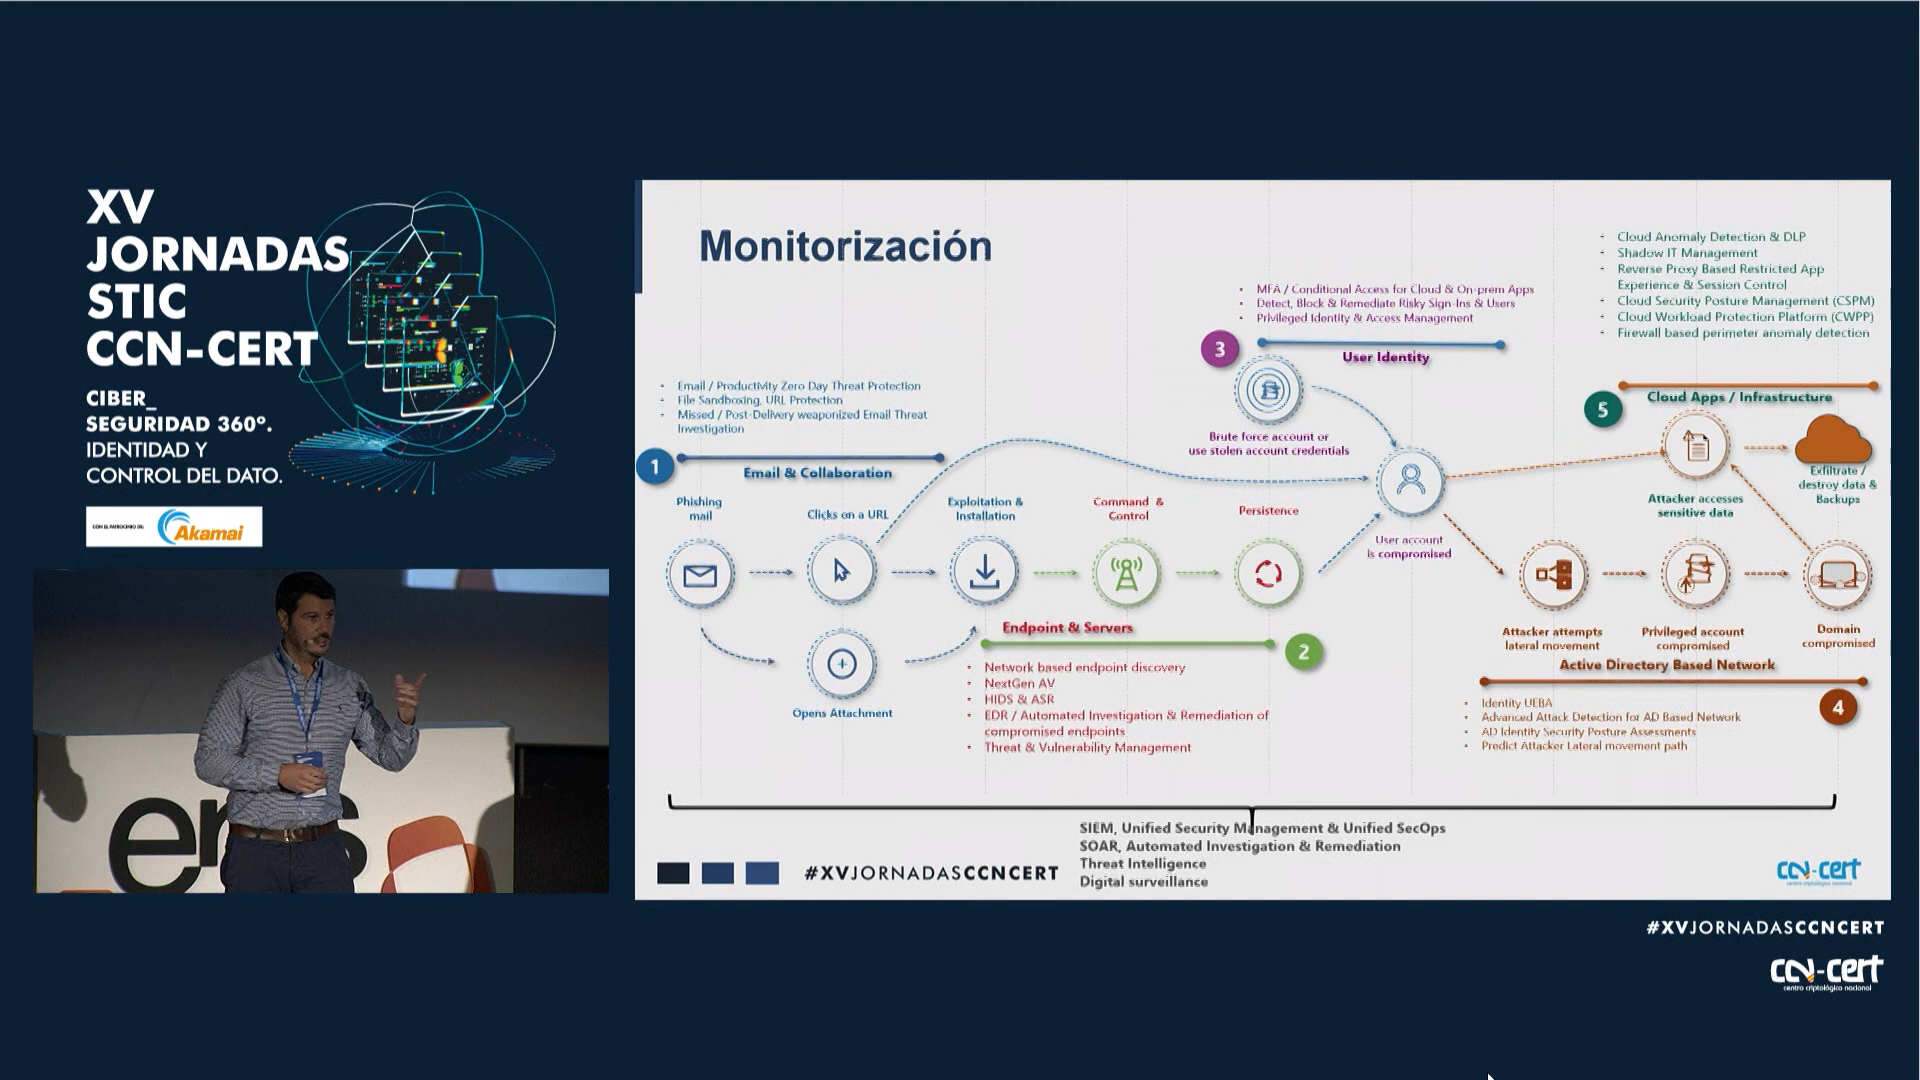 XV
JORNADAS
STIC
CCN-CERT
CIBER_
SEGURIDAD 360º.
IDENTIDAD Y
CONTROL DEL DATO.
CON EL PATROCINIO DE:
Akamai
ens
Monitorización
- Cloud Anomaly Detection & DLP
- Shadow IT Management
- Reverse Proxy Based Restricted App
Experience & Session Control
- Cloud Security Posture Management (CSPM)
- Cloud Workload Protection Platform (CWPP)
- Firewall based perimeter anomaly detection
• MFA / Conditional Access for Cloud & On-prem Apps
• Detect, Block & Remediate Risky Sign-Ins & Users
• Privileged Identity & Access Management
3
User Identity
Brute force account or
use stolen account credentials
5
Cloud Apps / Infrastructure
Attacker accesses
sensitive data
Exfiltrate /
destroy data &
Backups
• Email / Productivity Zero Day Threat Protection
• File Sandboxing, URL Protection
• Missed / Post-Delivery weaponized Email Threat
Investigation
1
Email & Collaboration
Phishing
mail
Clicks on a URL
Exploitation &
Installation
Command &
Control
Persistence
User account
is compromised
Opens Attachment
Endpoint & Servers
2
• Network based endpoint discovery
• NextGen AV
• HIDS & ASR
• EDR / Automated Investigation & Remediation of
compromised endpoints
• Threat & Vulnerability Management
Attacker attempts
lateral movement
Privileged account
compromised
Domain
compromised
Active Directory Based Network
4
• Identity UEBA
• Advanced Attack Detection for AD Based Network
• AD Identity Security Posture Assessments
• Predict Attacker Lateral movement path
SIEM, Unified Security Management & Unified SecOps
SOAR, Automated Investigation & Remediation
Threat Intelligence
Digital surveillance
#XVJORNADASCCNCERT
ccn-cert
centro criptológico nacional
#XVJORNADASCCNCERT
ccn-cert
centro criptológico nacional